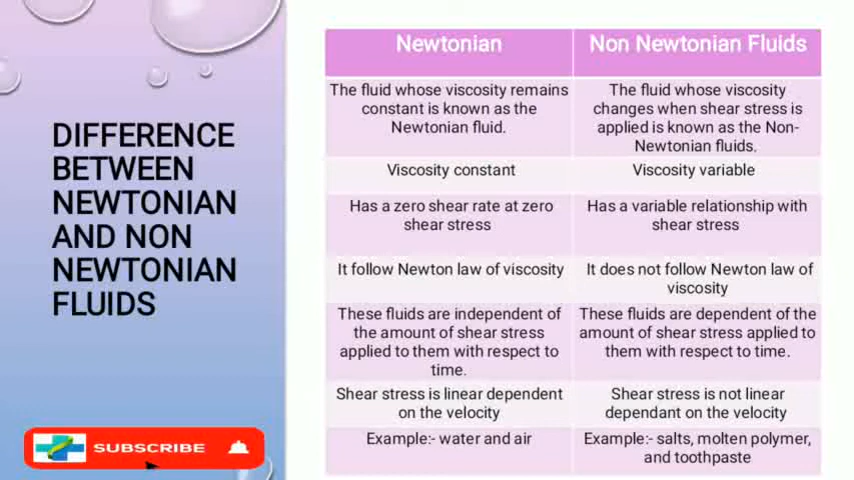 DIFFERENCE
BETWEEN
NEWTONIAN
AND NON
NEWTONIAN
FLUIDS
SUBSCRIBE
Newtonian
Non Newtonian Fluids
The fluid whose viscosity remains
constant is known as the
Newtonian fluid.
The fluid whose viscosity
changes when shear stress is
applied is known as the Non-
Newtonian fluids.
Viscosity constant
Viscosity variable
Has a zero shear rate at zero
shear stress
Has a variable relationship with
shear stress
It follow Newton law of viscosity
It does not follow Newton law of
viscosity
These fluids are independent of
the amount of shear stress
applied to them with respect to
time.
These fluids are dependent of the
amount of shear stress applied to
them with respect to time.
Shear stress is linear dependent
on the velocity
Shear stress is not linear
dependant on the velocity
Example:- water and air
Example:- salts, molten polymer,
and toothpaste